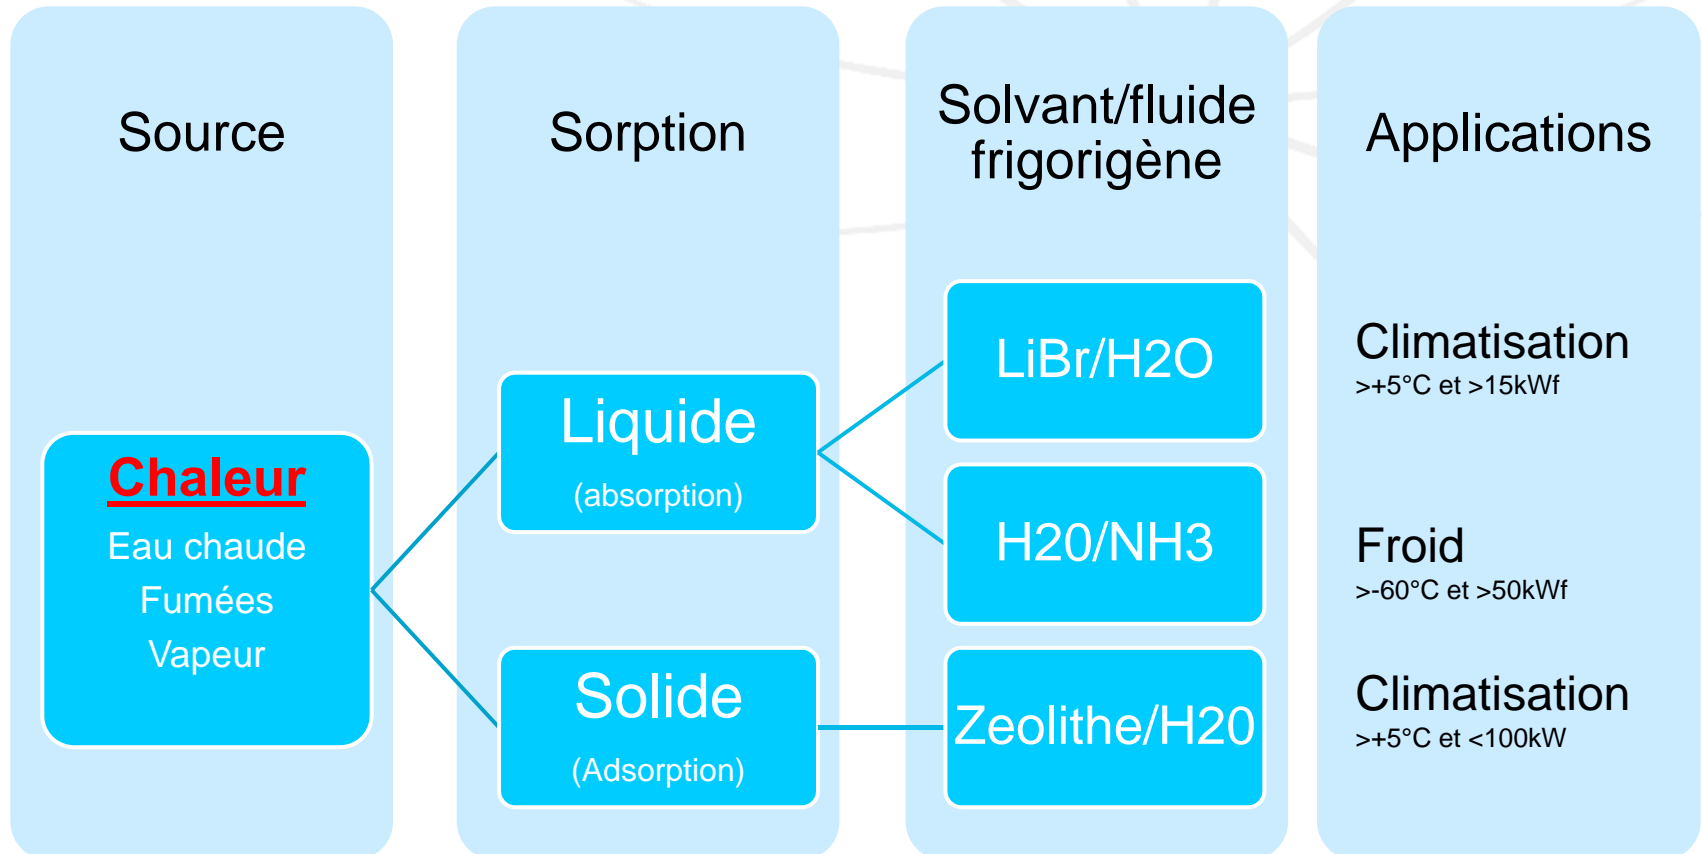 Source
Sorption
Solvant/fluide
frigorigène
Applications
Chaleur
Eau chaude
Fumées
Vapeur
Liquide
(absorption)
Solide
(Adsorption)
LiBr/H2O
H20/NH3
Zeolithe/H20
Climatisation
>+5°C et >15kWf
Froid
>-60°C et >50kWf
Climatisation
>+5°C et <100kW